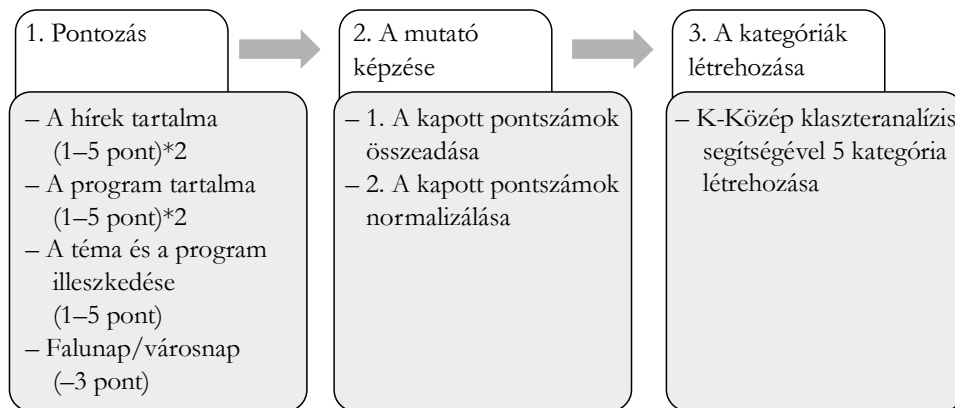 1. Pontozás
– A hírek tartalma
(1–5 pont)*2
– A program tartalma
(1–5 pont)*2
– A téma és a program
illeszkedése
(1–5 pont)
– Falunap/városnap
(–3 pont)
2. A mutató
képzése
– 1. A kapott pontszámok
összeadása
– 2. A kapott pontszámok
normalizálása
3. A kategóriák
létrehozása
– K-Közép klaszteranalízis
segítségével 5 kategória
létrehozása